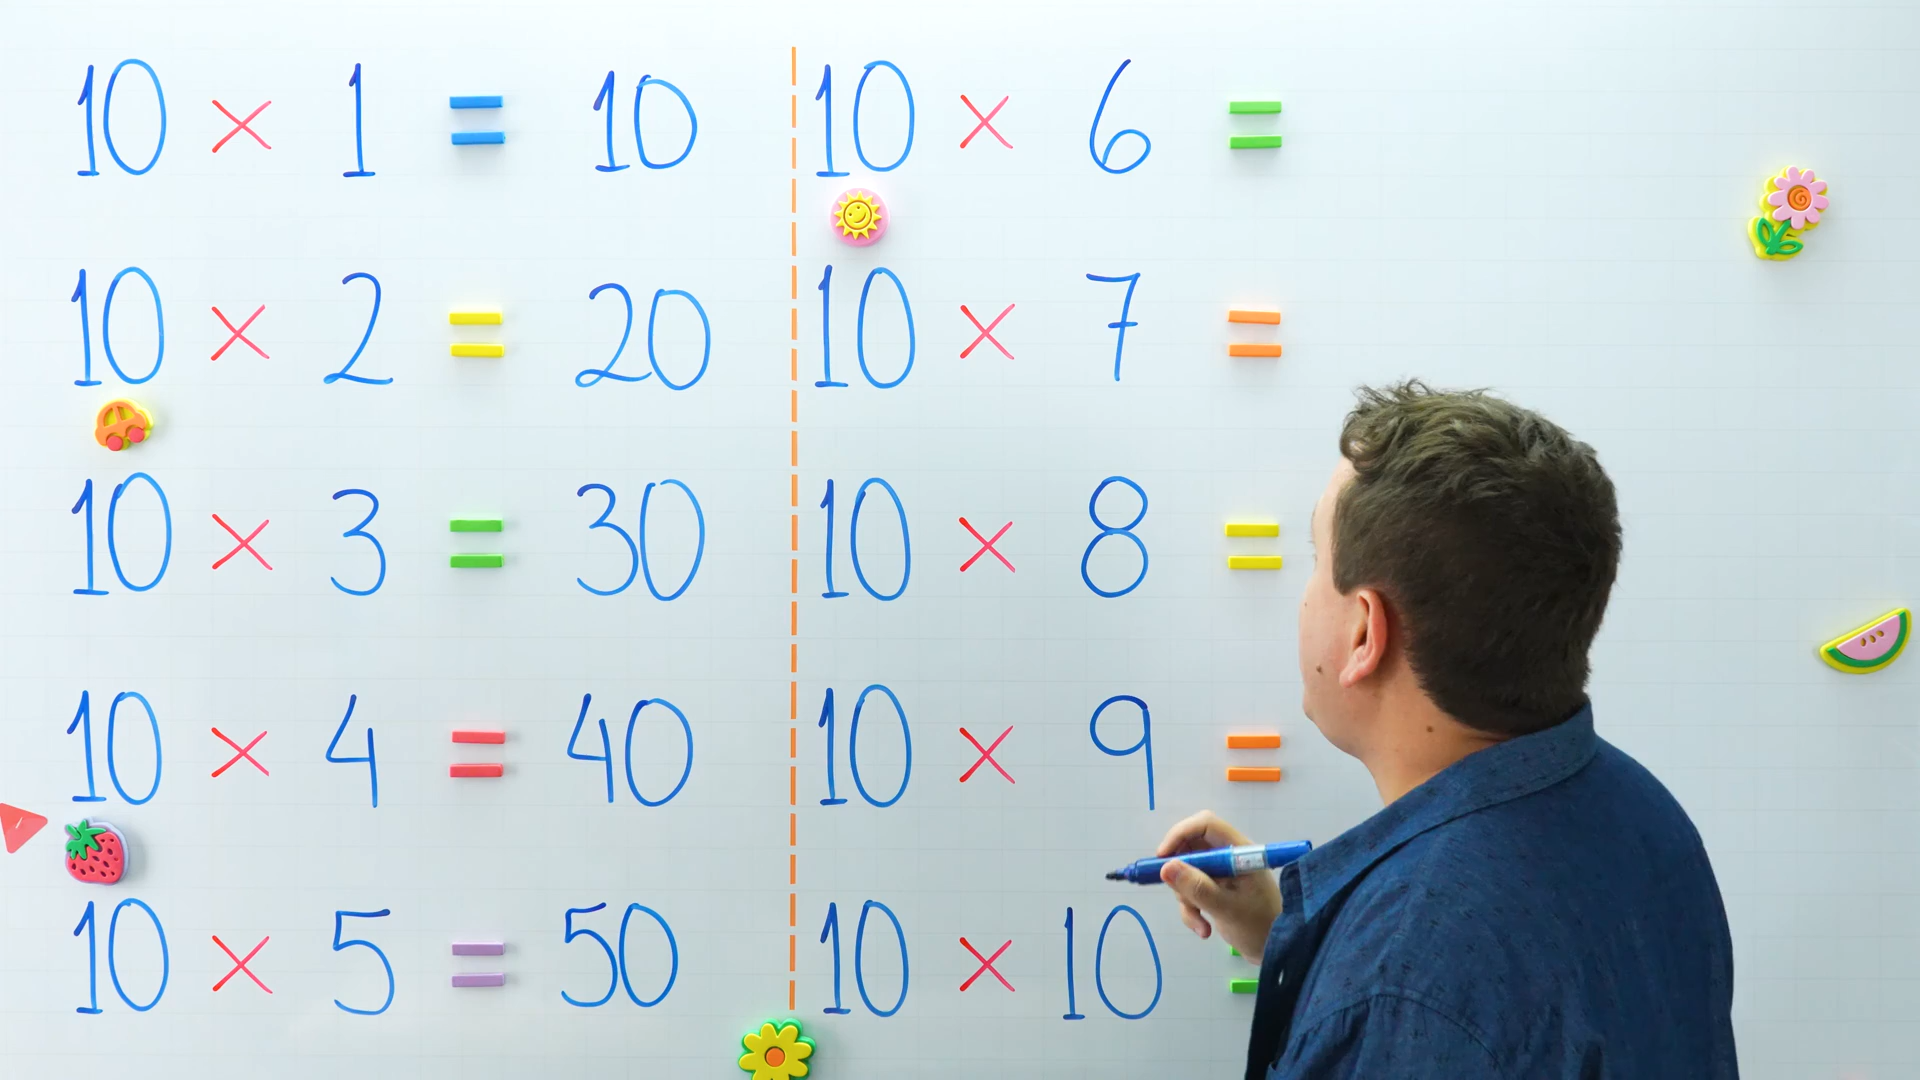 10 × 1 = 10
10 × 2 = 20
10 × 3 = 30
10 × 4 = 40
10 × 5 = 50
10 × 6 =
10 × 7 =
10 × 8 =
10 × 9 =
10 × 10 =